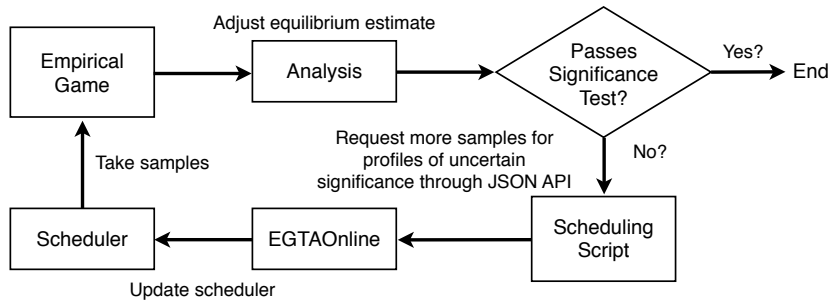 Adjust equilibrium estimate
Empirical
Game
Analysis
Passes
Significance
Test?
Yes?
End
Take samples
Request more samples for
profiles of uncertain
significance through JSON API
No?
Scheduler
EGTAOnline
Scheduling
Script
Update scheduler